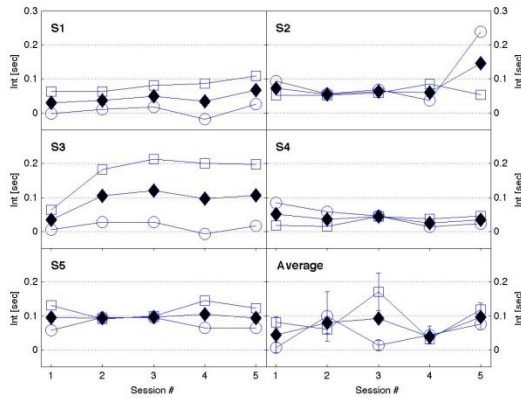 0.3 S1 S2 0.3
Int [sec] 0.2 0.2 Int [sec]
0.1 0.1
0 0
S3 S4
Int [sec] 0.2 0.2 Int [sec]
0.1 0.1
0 0
S5 Average
Int [sec] 0.2 0.2 Int [sec]
0.1 0.1
0 0
1 2 3 4 5 1 2 3 4 5
Session # Session #